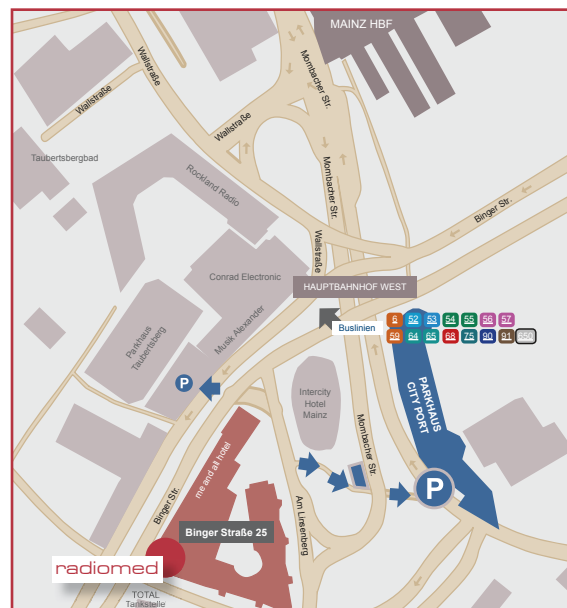 MAINZ HBF
Wallstraße
Mombacher Str.
Wallstraße
Wallstraße
Taubertsbergbad
Rockland Radio
Mombacher Str.
Binger Str.
Wallstraße
Conrad Electronic
HAUPTBAHNHOF WEST
Musik Alexander
Parkhaus
Taubertsberg
Buslinien
6 52 53 54 55 56 57
59 64 65 68 75 90 91 650
P
PARKHAUS
CITY PORT
Intercity
Hotel
Mainz
me and all hotel
Mombacher Str.
P
Binger Str.
Am Linsenberg
Binger Straße 25
radiomed
TOTAL
Tankstelle